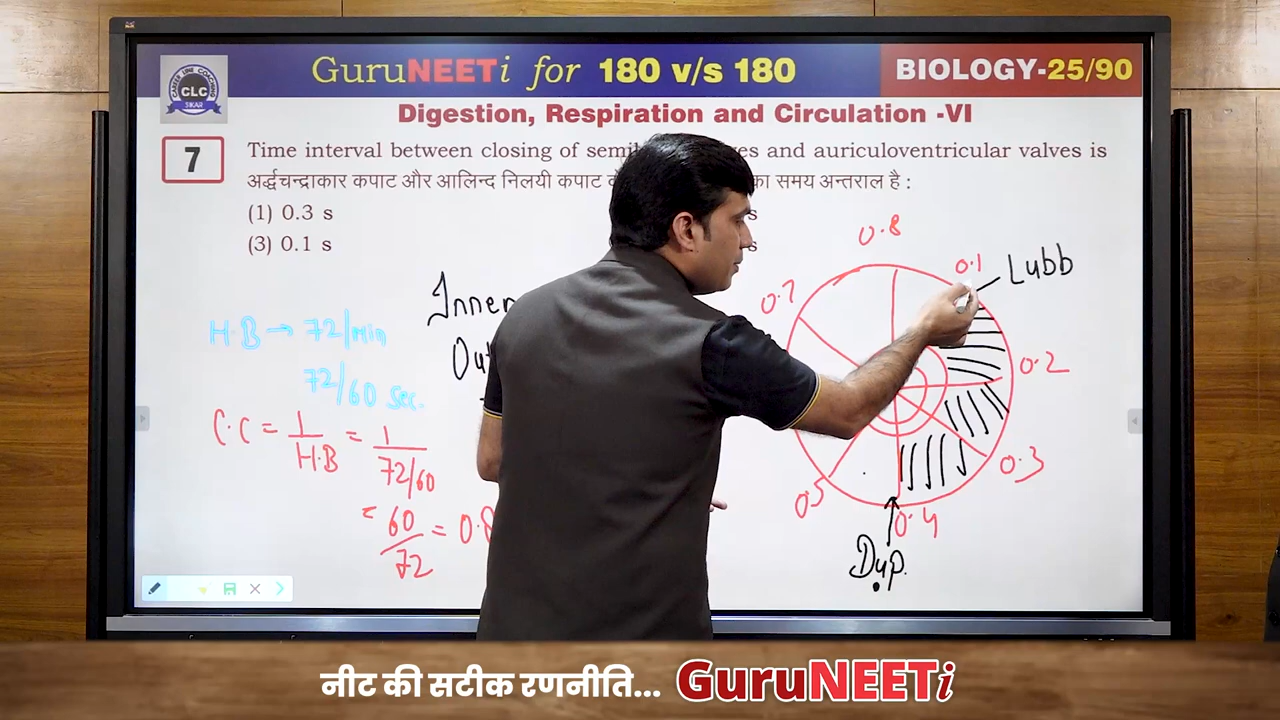 GuruNEETi for 180 v/s 180
BIOLOGY-25/90
CAREER LINE COACHING
CLC
SIKAR
Digestion, Respiration and Circulation -VI
7
Time interval between closing of and auriculoventricular valves is
अर्द्धचन्द्राकार कपाट और आलिन्द निलयी कपाट का समय अन्तराल है :
(1) 0.3 s
s
(3) 0.1 s
s
0.8
0.1
Lubb
0.7
0.2
Inner
H.B → 72/min
72/60 sec.
C.C = 1/H.B = 1/72/60
= 60/72 = 0.8
0.3
0.5
0.4
Dup.
नीट की सटीक रणनीति... GuruNEETi